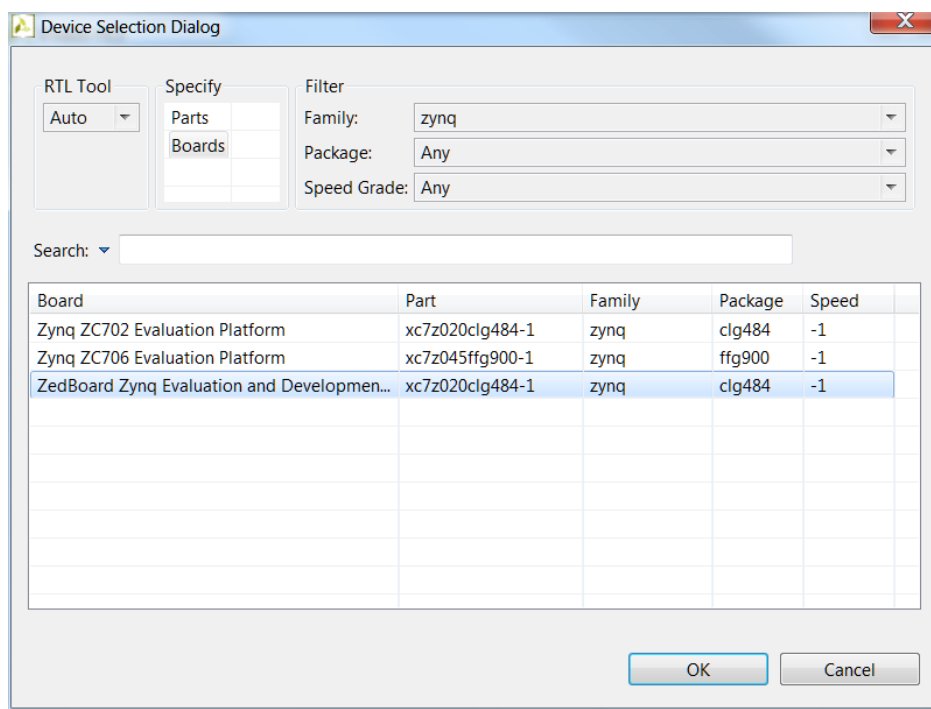 Device Selection Dialog
RTL Tool
Specify
Filter
Auto
Parts
Boards
Family:
zynq
Package:
Any
Speed Grade:
Any
Search:
Board Part Family Package Speed
Zynq ZC702 Evaluation Platform xc7z020clg484-1 zynq clg484 -1
Zynq ZC706 Evaluation Platform xc7z045ffg900-1 zynq ffg900 -1
ZedBoard Zynq Evaluation and Developmen... xc7z020clg484-1 zynq clg484 -1
OK
Cancel